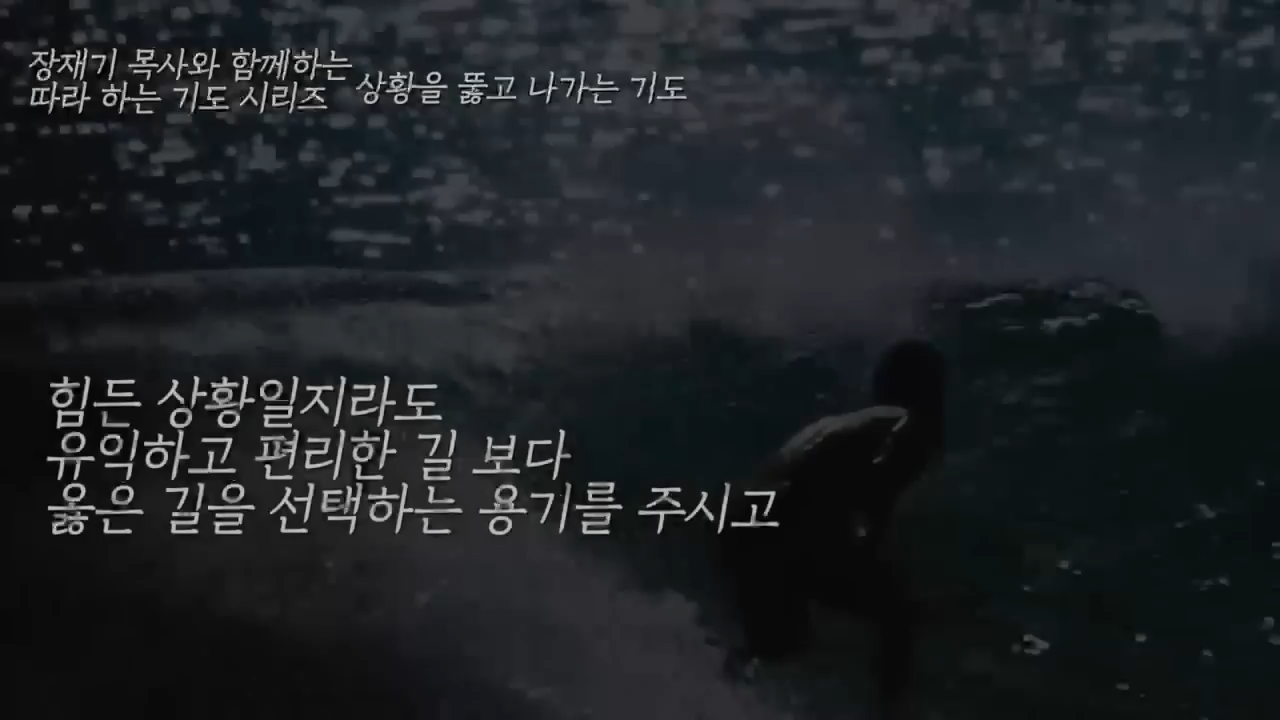 장재기 목사와 함께하는
따라 하는 기도 시리즈
상황을 뚫고 나가는 기도
힘든 상황일지라도
유익하고 편리한 길 보다
옳은 길을 선택하는 용기를 주시고